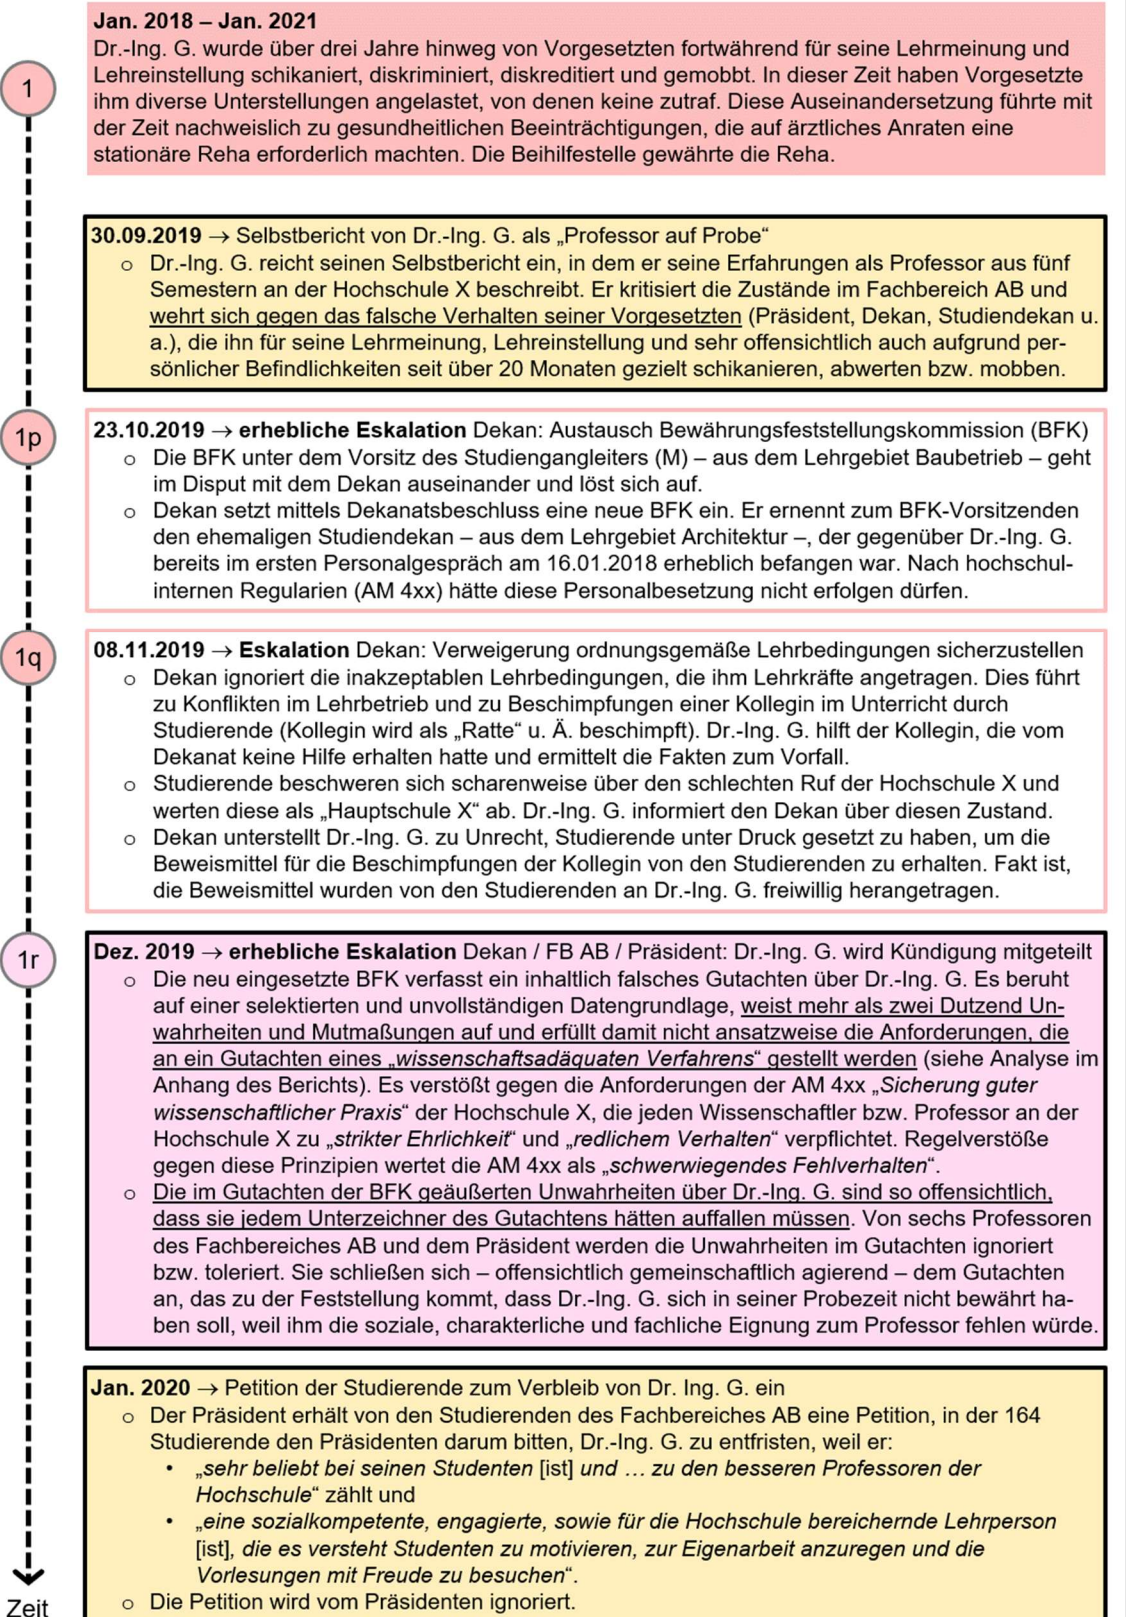 Jan. 2018 – Jan. 2021
Dr.-Ing. G. wurde über drei Jahre hinweg von Vorgesetzten fortwährend für seine Lehrmeinung und
Lehreinstellung schikaniert, diskriminiert, diskreditiert und gemobbt. In dieser Zeit haben Vorgesetzte
1
ihm diverse Unterstellungen angelastet, von denen keine zutraf. Diese Auseinandersetzung führte mit
der Zeit nachweislich zu gesundheitlichen Beeinträchtigungen, die auf ärztliches Anraten eine
stationäre Reha erforderlich machten. Die Beihilfestelle gewährte die Reha.
30.09.2019 → Selbstbericht von Dr.-Ing. G. als „Professor auf Probe“
o Dr.-Ing. G. reicht seinen Selbstbericht ein, in dem er seine Erfahrungen als Professor aus fünf
Semestern an der Hochschule X beschreibt. Er kritisiert die Zustände im Fachbereich AB und
wehrt sich gegen das falsche Verhalten seiner Vorgesetzten (Präsident, Dekan, Studiendekan u.
a.), die ihn für seine Lehrmeinung, Lehreinstellung und sehr offensichtlich auch aufgrund per-
sönlicher Befindlichkeiten seit über 20 Monaten gezielt schikanieren, abwerten bzw. mobben.
1p
23.10.2019 → erhebliche Eskalation Dekan: Austausch Bewährungsfeststellungskommission (BFK)
o Die BFK unter dem Vorsitz des Studiengangleiters (M) – aus dem Lehrgebiet Baubetrieb – geht
im Disput mit dem Dekan auseinander und löst sich auf.
o Dekan setzt mittels Dekanatsbeschluss eine neue BFK ein. Er ernennt zum BFK-Vorsitzenden
den ehemaligen Studiendekan – aus dem Lehrgebiet Architektur –, der gegenüber Dr.-Ing. G.
bereits im ersten Personalgespräch am 16.01.2018 erheblich befangen war. Nach hochschul-
internen Regularien (AM 4xx) hätte diese Personalbesetzung nicht erfolgen dürfen.
1q
08.11.2019 → Eskalation Dekan: Verweigerung ordnungsgemäße Lehrbedingungen sicherzustellen
o Dekan ignoriert die inakzeptablen Lehrbedingungen, die ihm Lehrkräfte angetragen. Dies führt
zu Konflikten im Lehrbetrieb und zu Beschimpfungen einer Kollegin im Unterricht durch
Studierende (Kollegin wird als „Ratte“ u. Ä. beschimpft). Dr.-Ing. G. hilft der Kollegin, die vom
Dekanat keine Hilfe erhalten hatte und ermittelt die Fakten zum Vorfall.
o Studierende beschweren sich scharenweise über den schlechten Ruf der Hochschule X und
werten diese als „Hauptschule X“ ab. Dr.-Ing. G. informiert den Dekan über diesen Zustand.
o Dekan unterstellt Dr.-Ing. G. zu Unrecht, Studierende unter Druck gesetzt zu haben, um die
Beweismittel für die Beschimpfungen der Kollegin von den Studierenden zu erhalten. Fakt ist,
die Beweismittel wurden von den Studierenden an Dr.-Ing. G. freiwillig herangetragen.
1r
Dez. 2019 → erhebliche Eskalation Dekan / FB AB / Präsident: Dr.-Ing. G. wird Kündigung mitgeteilt
o Die neu eingesetzte BFK verfasst ein inhaltlich falsches Gutachten über Dr.-Ing. G. Es beruht
auf einer selektierten und unvollständigen Datengrundlage, weist mehr als zwei Dutzend Un-
wahrheiten und Mutmaßungen auf und erfüllt damit nicht ansatzweise die Anforderungen, die
an ein Gutachten eines „wissenschaftsadäquaten Verfahrens“ gestellt werden (siehe Analyse im
Anhang des Berichts). Es verstößt gegen die Anforderungen der AM 4xx „Sicherung guter
wissenschaftlicher Praxis“ der Hochschule X, die jeden Wissenschaftler bzw. Professor an der
Hochschule X zu „strikter Ehrlichkeit“ und „redlichem Verhalten“ verpflichtet. Regelverstöße
gegen diese Prinzipien wertet die AM 4xx als „schwerwiegendes Fehlverhalten“.
o Die im Gutachten der BFK geäußerten Unwahrheiten über Dr.-Ing. G. sind so offensichtlich,
dass sie jedem Unterzeichner des Gutachtens hätten auffallen müssen. Von sechs Professoren
des Fachbereiches AB und dem Präsident werden die Unwahrheiten im Gutachten ignoriert
bzw. toleriert. Sie schließen sich – offensichtlich gemeinschaftlich agierend – dem Gutachten
an, das zu der Feststellung kommt, dass Dr.-Ing. G. sich in seiner Probezeit nicht bewährt ha-
ben soll, weil ihm die soziale, charakterliche und fachliche Eignung zum Professor fehlen würde.
Jan. 2020 → Petition der Studierende zum Verbleib von Dr. Ing. G. ein
o Der Präsident erhält von den Studierenden des Fachbereiches AB eine Petition, in der 164
Studierende den Präsidenten darum bitten, Dr.-Ing. G. zu entfristen, weil er:
• „sehr beliebt bei seinen Studenten [ist] und … zu den besseren Professoren der
Hochschule“ zählt und
• „eine sozialkompetente, engagierte, sowie für die Hochschule bereichernde Lehrperson
[ist], die es versteht Studenten zu motivieren, zur Eigenarbeit anzuregen und die
Vorlesungen mit Freude zu besuchen“.
o Die Petition wird vom Präsidenten ignoriert.
Zeit